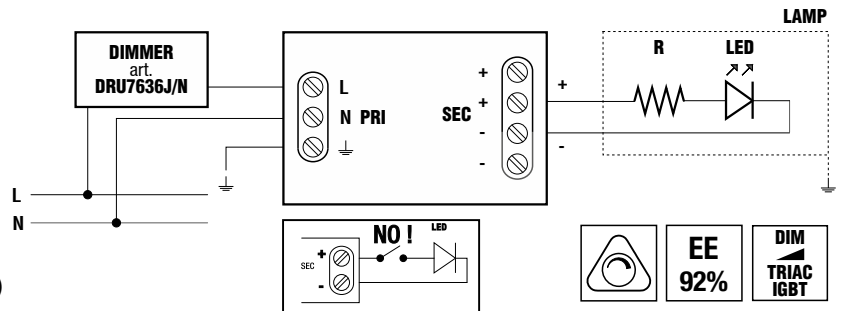 LAMP
DIMMER
art.
DRU7636J/N
L
N PRI
SEC
+
+
-
-
+
-
R
LED
L
N
NO !
LED
SEC
+
-
EE
92%
DIM
TRIAC
IGBT
)